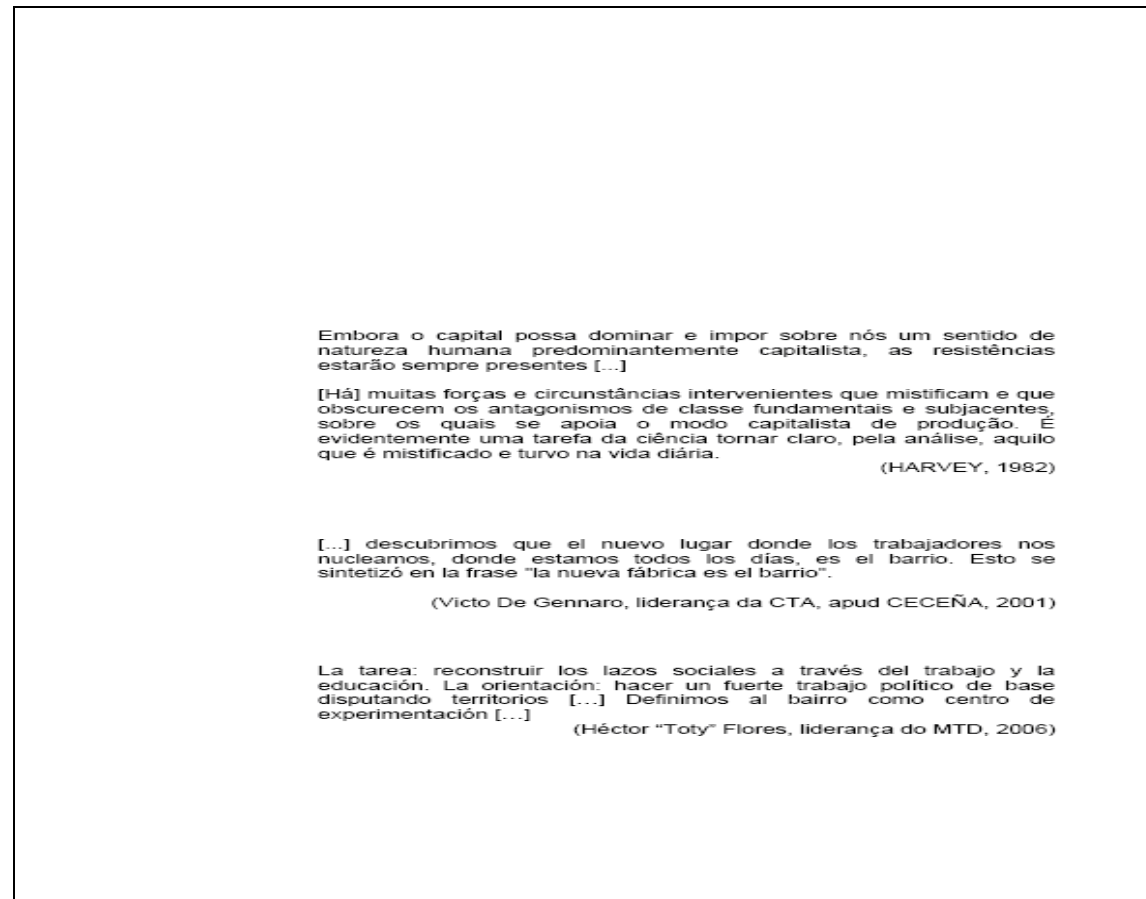 Embora o capital possa dominar e impor sobre nós um sentido de
natureza humana predominantemente capitalista, as resistências
estarão sempre presentes [...]
[Há] muitas forças e circunstâncias intervenientes que mistificam e que
obscurecem os antagonismos de classe fundamentais e subjacentes,
sobre os quais se apoia o modo capitalista de produção. É
evidentemente uma tarefa da ciência tornar claro, pela análise, aquilo
que é mistificado e turvo na vida diária.
(HARVEY, 1982)
[...] descubrimos que el nuevo lugar donde los trabajadores nos
nucleamos, donde estamos todos los días, es el barrio. Esto se
sintetizó en la frase "la nueva fábrica es el barrio".
(Victo De Gennaro, liderança da CTA, apud CECEÑA, 2001)
La tarea: reconstruir los lazos sociales a través del trabajo y la
educación. La orientación: hacer un fuerte trabajo político de base
disputando territorios [...] Definimos al bairro como centro de
experimentación [...]
(Héctor “Toty” Flores, liderança do MTD, 2006)